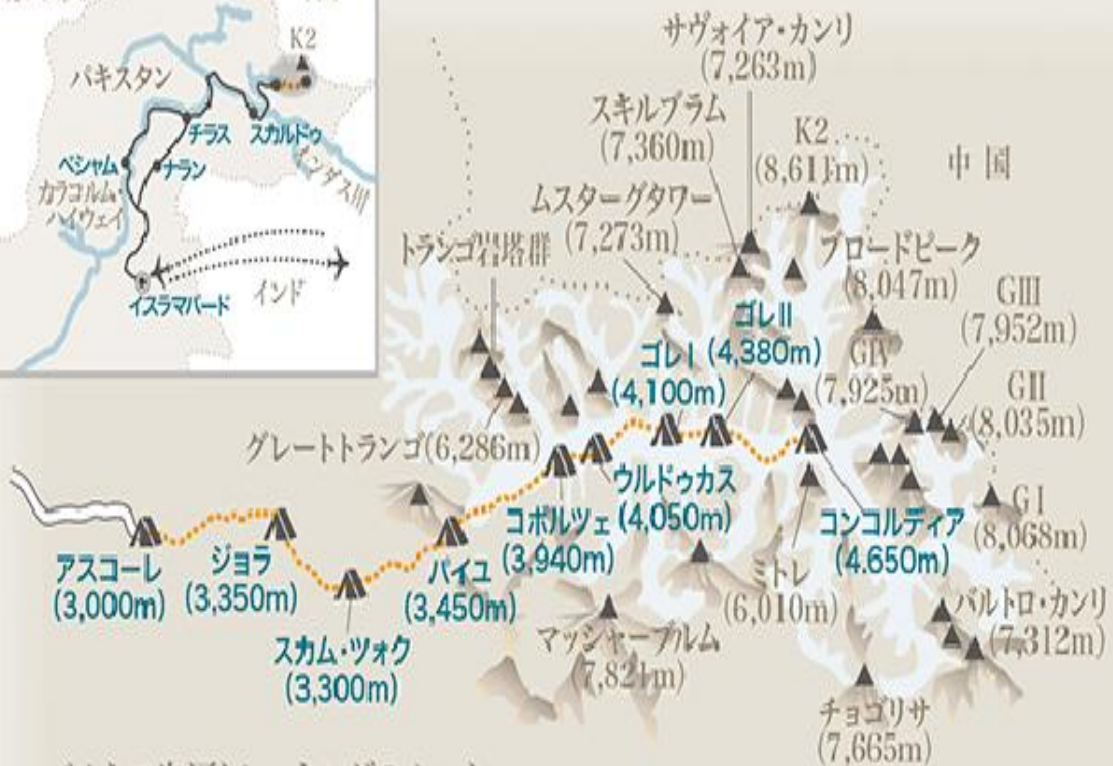 K2
パキスタン
チラス
スカルドゥ
ベシャム
ナラン
カラコルム
ハイウェイ
インダス川
イスラマバード
インド
サヴォイア・カンリ
(7,263m)
スキルブラム
(7,360m)
K2
(8,611m)
中国
ムスターグタワー
(7,273m)
トランゴ岩塔群
ブロードピーク
(8,047m)
GIII
(7,952m)
ゴレII
(4,380m)
ゴレI
(4,100m)
GIV
(7,925m)
GII
(8,035m)
グレートトランゴ(6,286m)
ウルドゥカス
(4,050m)
コボルツェ
(3,940m)
コンコルディア
(4.650m)
GI
(8,068m)
アスコーレ
(3,000m)
ジョラ
(3,350m)
パイユ
(3,450m)
スカム・ツォク
(3,300m)
ミトレ
(6,010m)
マッシャーブルム
7,821m)
バルトロ・カンリ
(7,312m)
チョゴリサ
(7,665m)